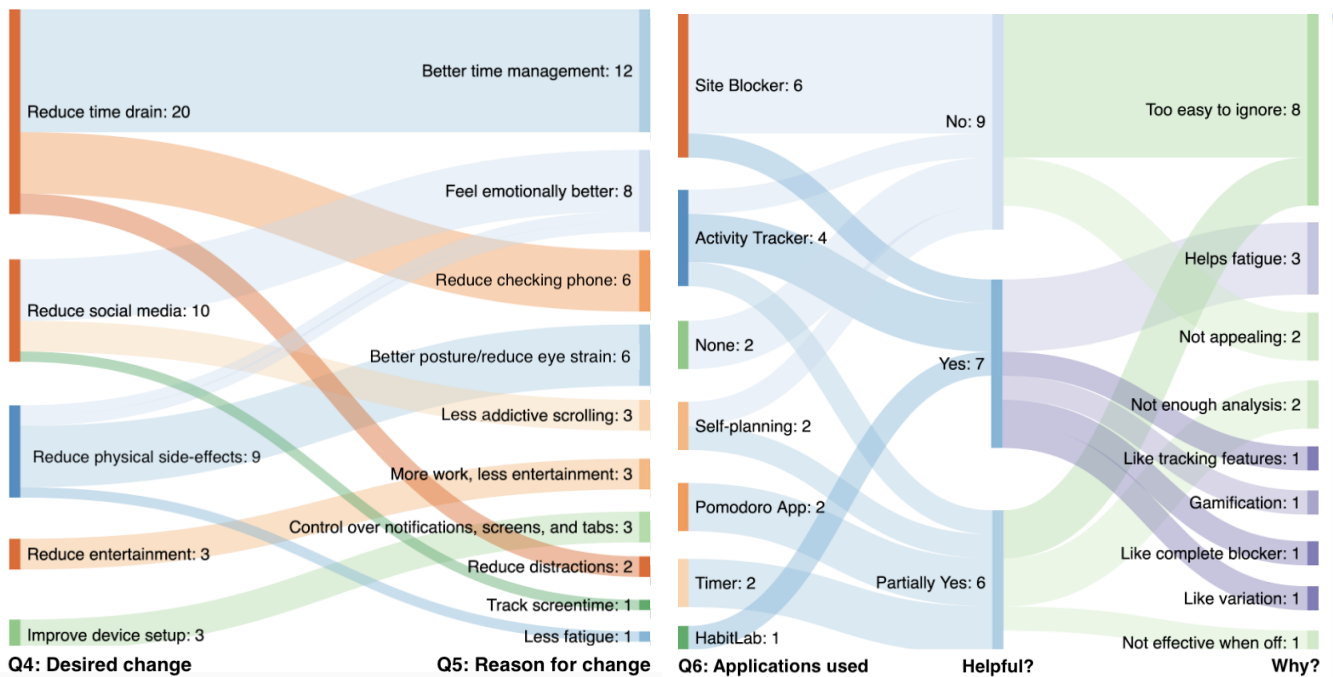 Reduce time drain: 20
Reduce social media: 10
Reduce physical side-effects: 9
Reduce entertainment: 3
Improve device setup: 3
Q4: Desired change
Better time management: 12
Feel emotionally better: 8
Reduce checking phone: 6
Better posture/reduce eye strain: 6
Less addictive scrolling: 3
More work, less entertainment: 3
Control over notifications, screens, and tabs: 3
Reduce distractions: 2
Track screentime: 1
Less fatigue: 1
Q5: Reason for change
Site Blocker: 6
Activity Tracker: 4
None: 2
Self-planning: 2
Pomodoro App: 2
Timer: 2
HabitLab: 1
Q6: Applications used
No: 9
Yes: 7
Partially Yes: 6
Helpful?
Too easy to ignore: 8
Helps fatigue: 3
Not appealing: 2
Not enough analysis: 2
Like tracking features: 1
Gamification: 1
Like complete blocker: 1
Like variation: 1
Not effective when off: 1
Why?